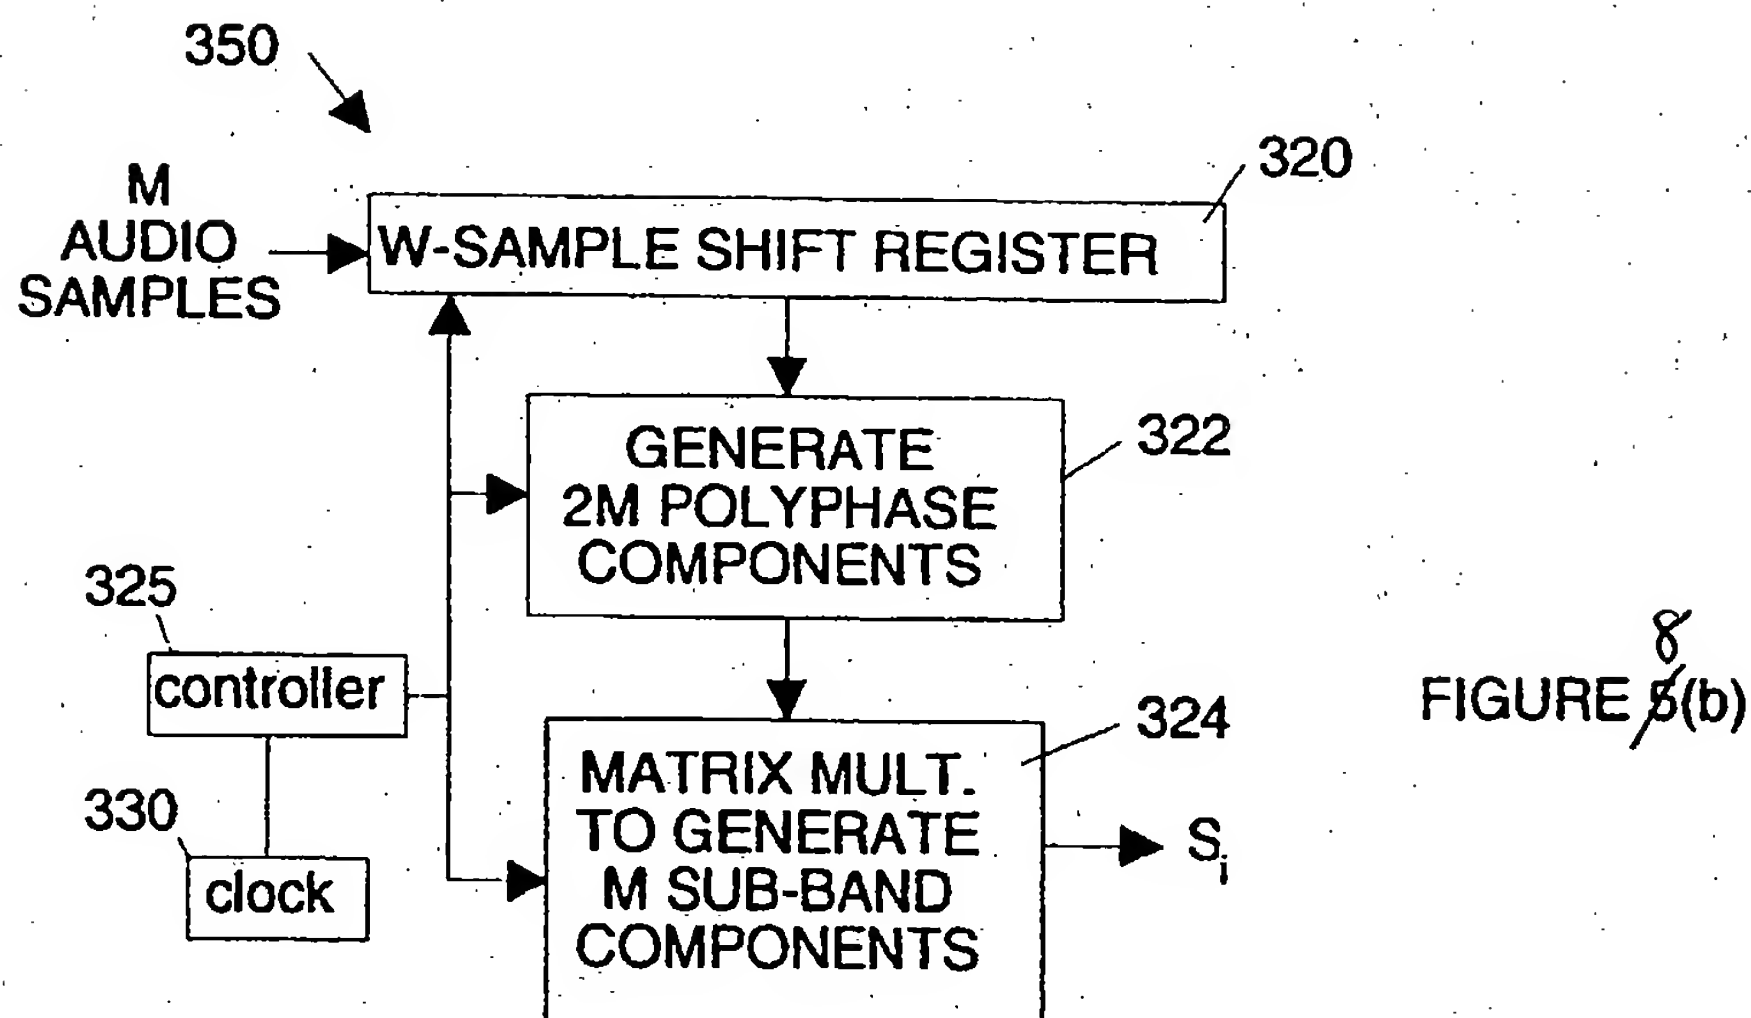 350
320
M
AUDIO
SAMPLES
W-SAMPLE SHIFT REGISTER
322
GENERATE
2M POLYPHASE
COMPONENTS
325
controller
8
FIGURE 5(b)
324
MATRIX MULT.
TO GENERATE
M SUB-BAND
COMPONENTS
Si
330
clock